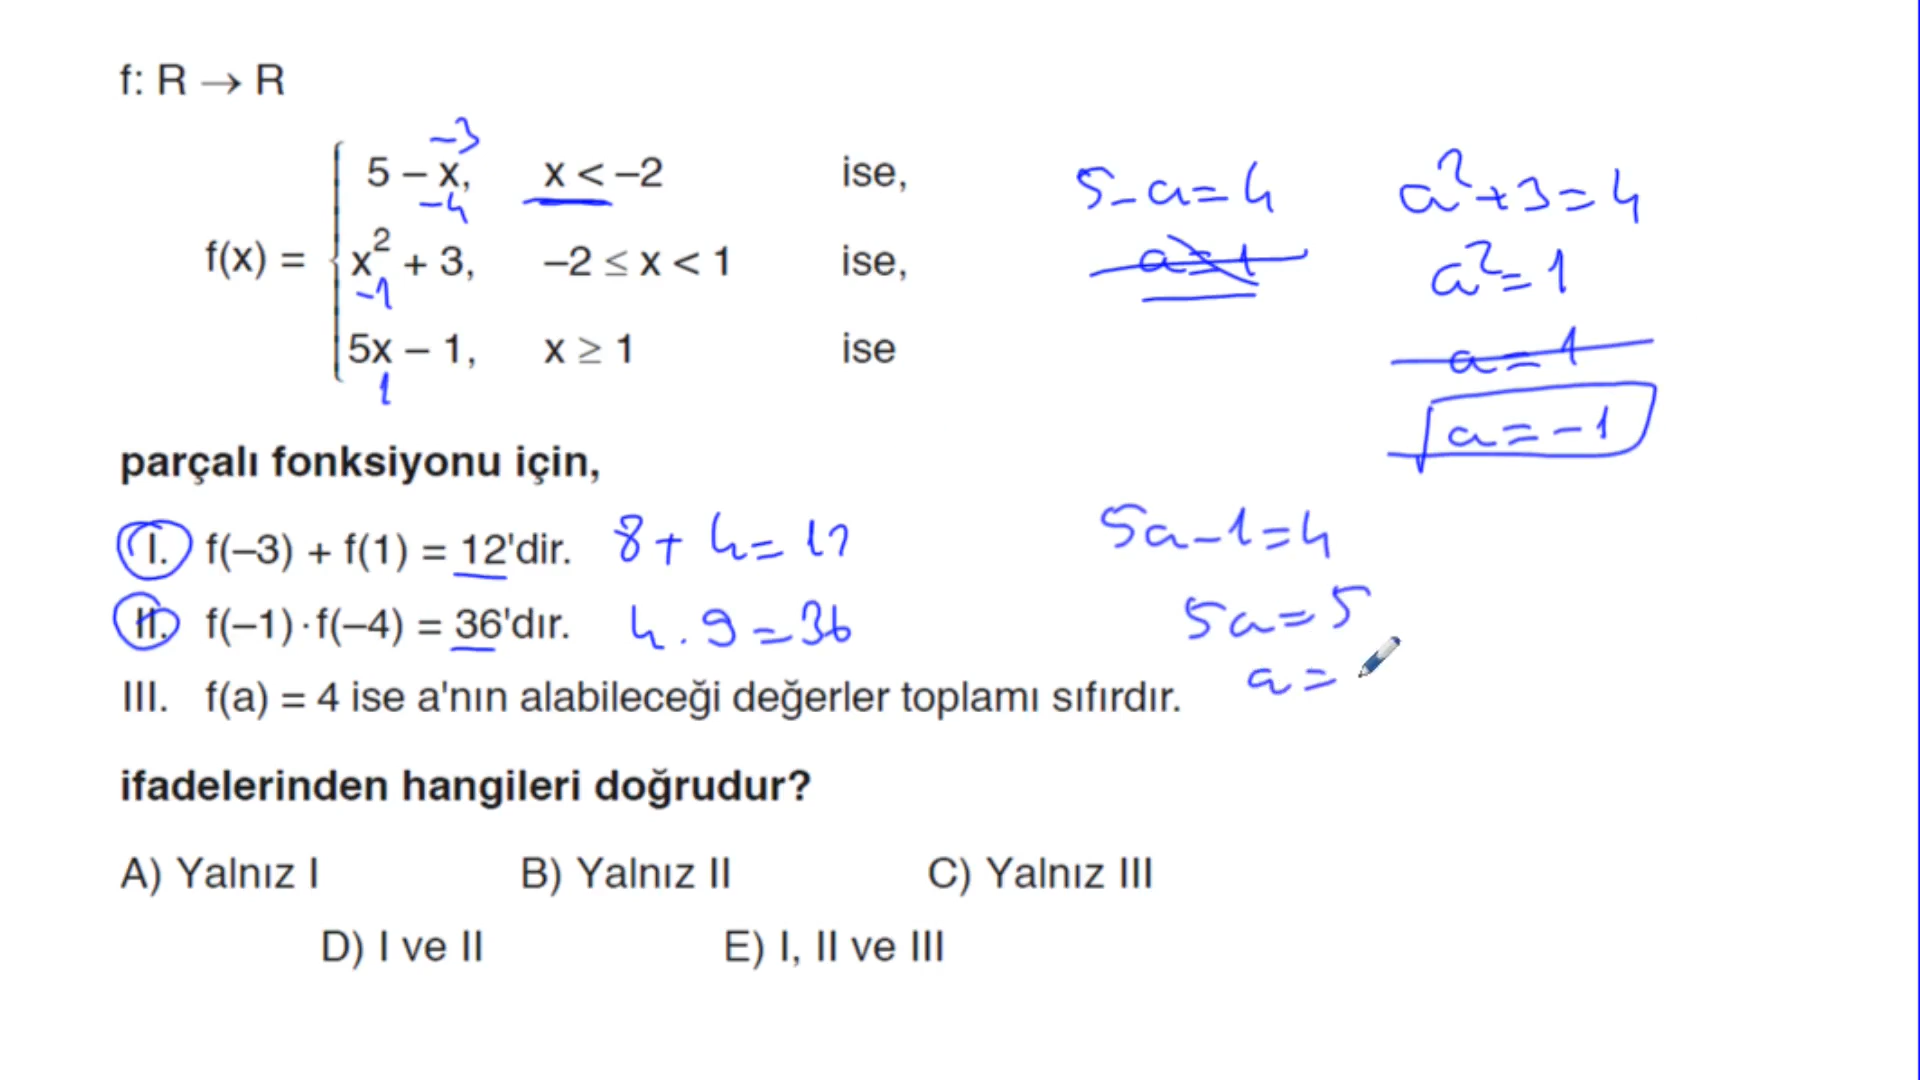 f: R → R
−3
5 − x, x < −2 ise,
−4
f(x) = x² + 3, −2 ≤ x < 1 ise,
−1
5x − 1, x ≥ 1 ise
1
5-a=4
a=1
a²+3=4
a²=1
a=1
a=-1
parçalı fonksiyonu için,
I. f(−3) + f(1) = 12'dir. 8+4=12
II. f(−1) · f(−4) = 36'dır. 4.9=36
III. f(a) = 4 ise a'nın alabileceği değerler toplamı sıfırdır.
5a-1=4
5a=5
a=
ifadelerinden hangileri doğrudur?
A) Yalnız I B) Yalnız II C) Yalnız III
D) I ve II E) I, II ve III